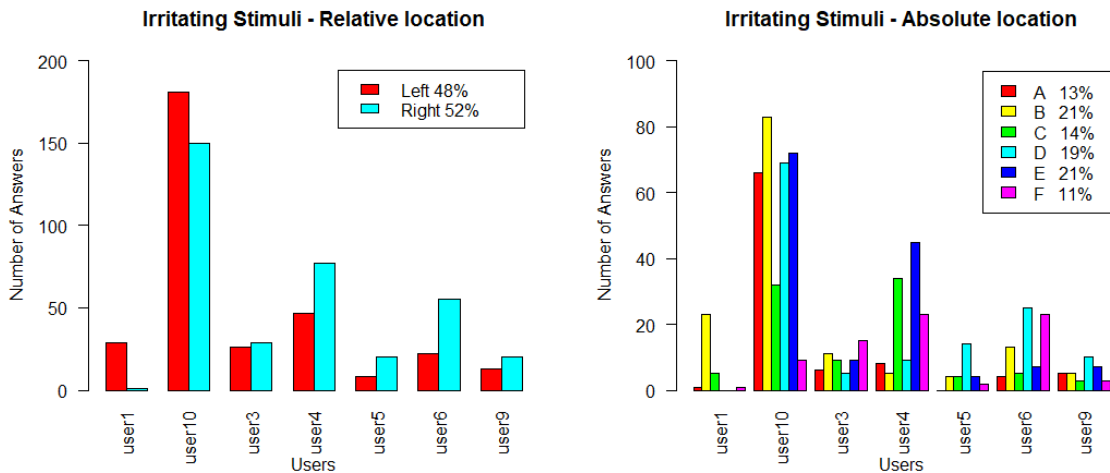 Irritating Stimuli - Relative location
Number of Answers
200
150
100
50
0
Left 48%
Right 52%
user1
user10
user3
user4
user5
user6
user9
Users
Irritating Stimuli - Absolute location
Number of Answers
100
80
60
40
20
0
A 13%
B 21%
C 14%
D 19%
E 21%
F 11%
user1
user10
user3
user4
user5
user6
user9
Users